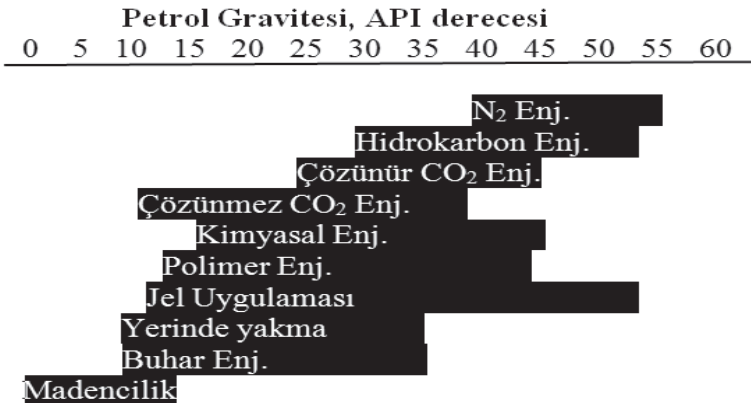 Petrol Gravitesi, API derecesi
0 5 10 15 20 25 30 35 40 45 50 55 60
N₂ Enj.
Hidrokarbon Enj.
Çözünür CO₂ Enj.
Çözünmez CO₂ Enj.
Kimyasal Enj.
Polimer Enj.
Jel Uygulaması
Yerinde yakma
Buhar Enj.
Madencilik